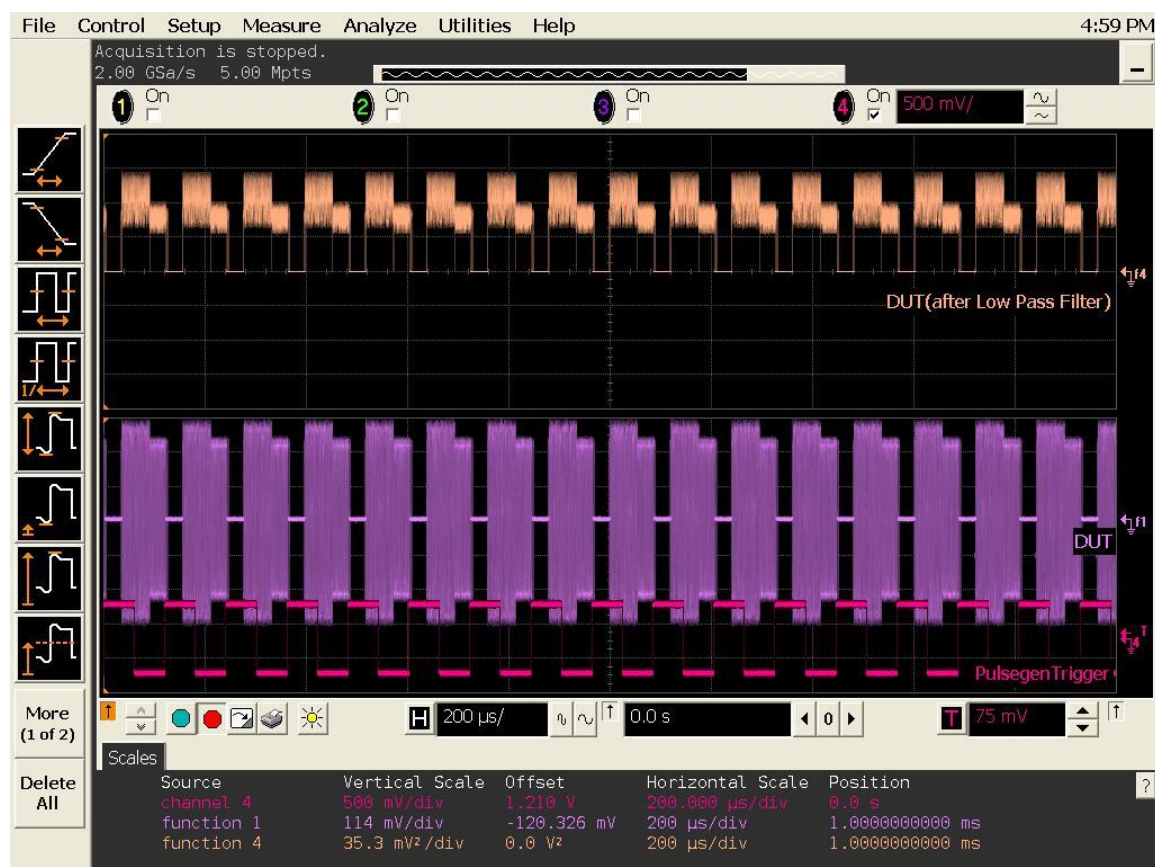 File Control Setup Measure Analyze Utilities Help 4:59 PM
Acquisition is stopped.
2.00 GSa/s 5.00 Mpts
1 On 2 On 3 On 4 On 500 mV/
1/
f4
DUT(after Low Pass Filter)
f1
DUT
T
4
PulsegenTrigger
More
(1 of 2)
Delete
All
H 200 µs/ 0.0 s 0 T 75 mV
Scales
Source Vertical Scale Offset Horizontal Scale Position ?
channel 4 500 mV/div 1.210 V 200.000 µs/div 0.0 s
function 1 114 mV/div -120.326 mV 200 µs/div 1.0000000000 ms
function 4 35.3 mV²/div 0.0 V² 200 µs/div 1.0000000000 ms